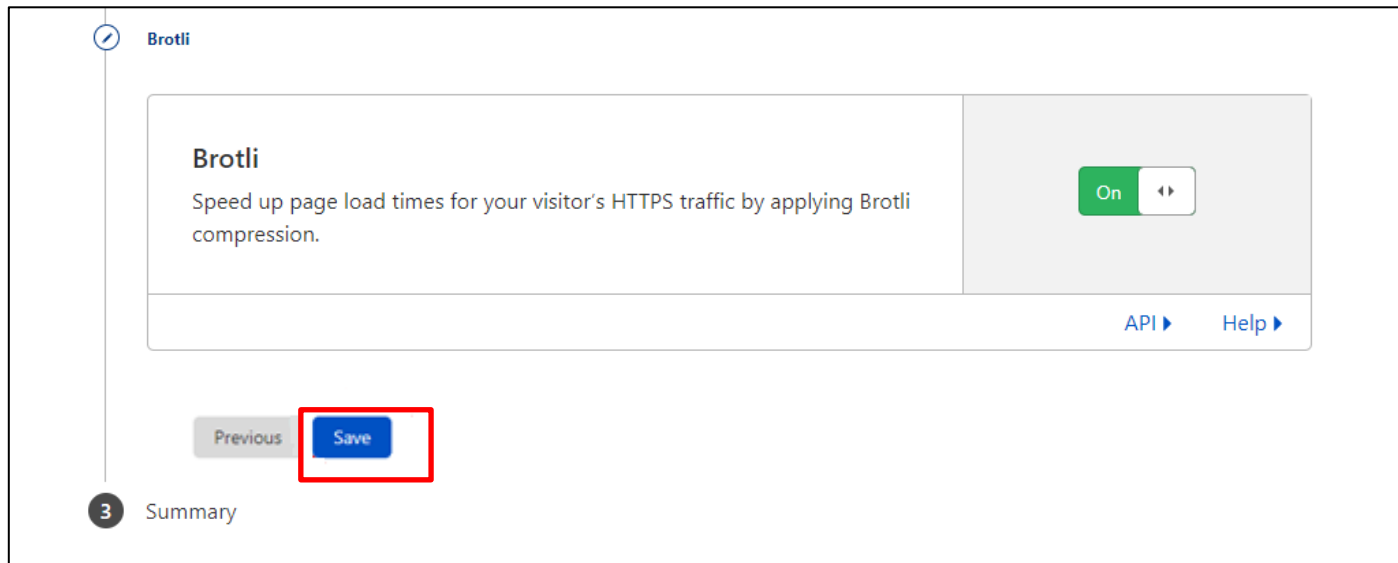 Brotli
Brotli
Speed up page load times for your visitor's HTTPS traffic by applying Brotli
compression.
On
API
Help
Previous
Save
3
Summary